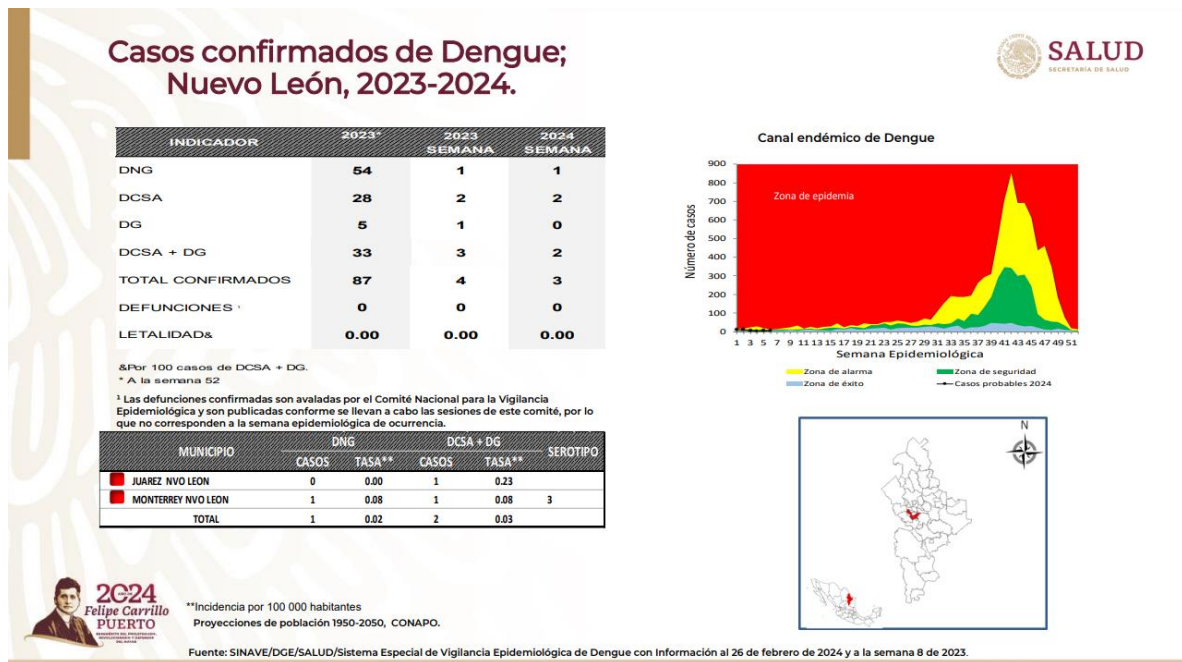 Casos confirmados de Dengue;
Nuevo León, 2023-2024.
SALUD
SECRETARÍA DE SALUD
INDICADOR 2023* 2023 SEMANA 2024 SEMANA
DNG 54 1 1
DCSA 28 2 2
DG 5 1 0
DCSA + DG 33 3 2
TOTAL CONFIRMADOS 87 4 3
DEFUNCIONES ¹ 0 0 0
LETALIDAD& 0.00 0.00 0.00
&Por 100 casos de DCSA + DG.
* A la semana 52
¹ Las defunciones confirmadas son avaladas por el Comité Nacional para la Vigilancia
Epidemiológica y son publicadas conforme se llevan a cabo las sesiones de este comité, por lo
que no corresponden a la semana epidemiológica de ocurrencia.
MUNICIPIO DNG DCSA + DG SEROTIPO
CASOS TASA** CASOS TASA**
JUAREZ NVO LEON 0 0.00 1 0.23
MONTERREY NVO LEON 1 0.08 1 0.08 3
TOTAL 1 0.02 2 0.03
Canal endémico de Dengue
Número de casos
900
800
700
600
500
400
300
200
100
0
Zona de epidemia
1 3 5 7 9 11 13 15 17 19 21 23 25 27 29 31 33 35 37 39 41 43 45 47 49 51
Semana Epidemiológica
Zona de alarma Zona de seguridad
Zona de éxito Casos probables 2024
N
2024
Felipe Carrillo
PUERTO
**Incidencia por 100 000 habitantes
Proyecciones de población 1950-2050, CONAPO.
Fuente: SINAVE/DGE/SALUD/Sistema Especial de Vigilancia Epidemiológica de Dengue con Información al 26 de febrero de 2024 y a la semana 8 de 2023.